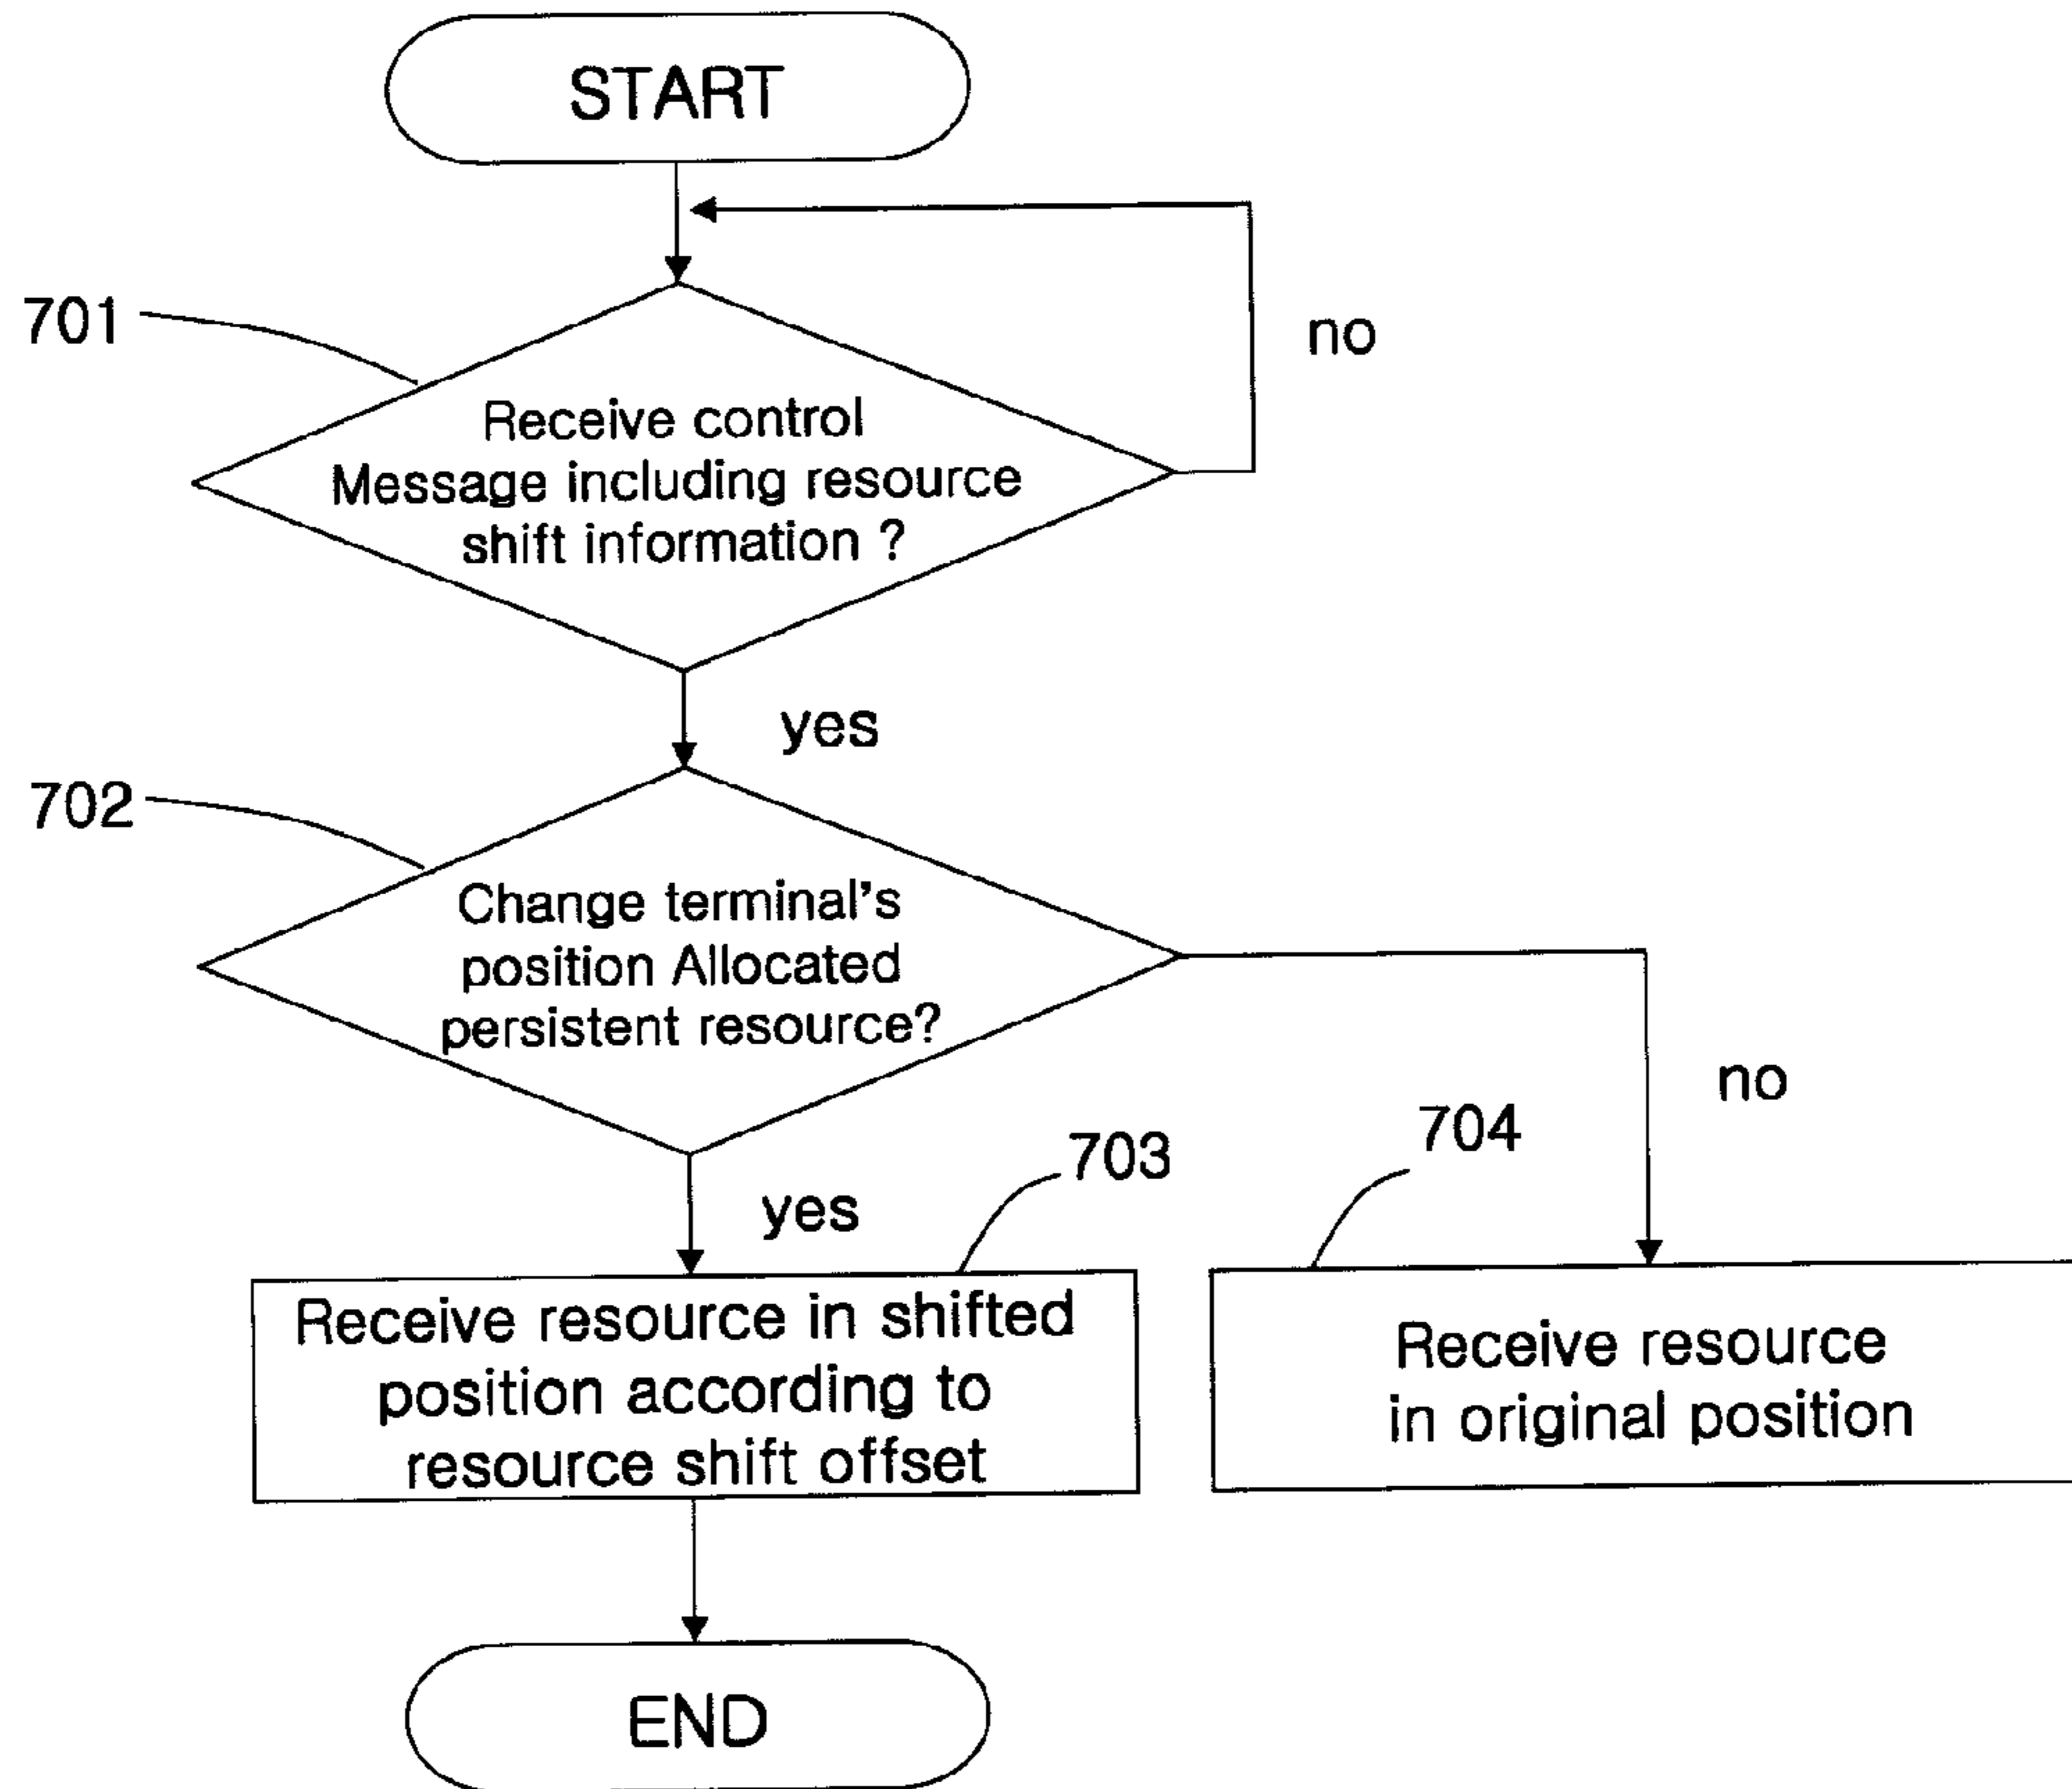 START
no
701
Receive control
Message including resource
shift information ?
yes
702
Change terminal's
position Allocated
persistent resource?
no
704
703
yes
Receive resource in shifted
position according to
resource shift offset
Receive resource
in original position
END